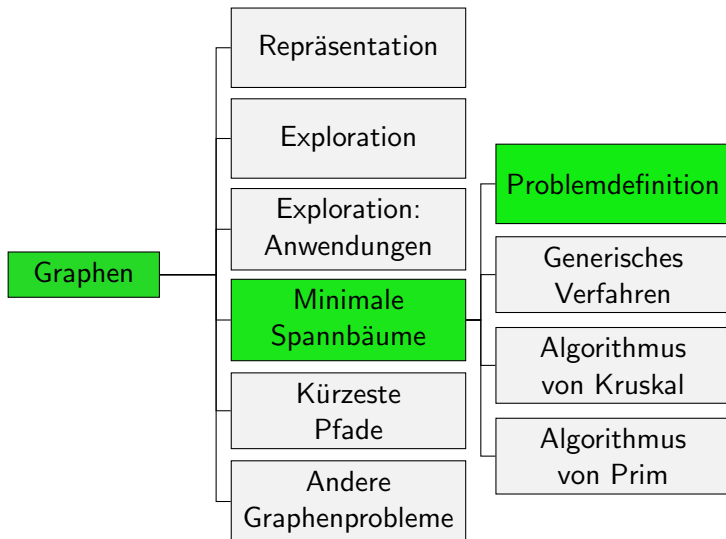 Graphen
Repräsentation
Exploration
Exploration:
Anwendungen
Minimale
Spannbäume
Kürzeste
Pfade
Andere
Graphenprobleme
Problemdefinition
Generisches
Verfahren
Algorithmus
von Kruskal
Algorithmus
von Prim